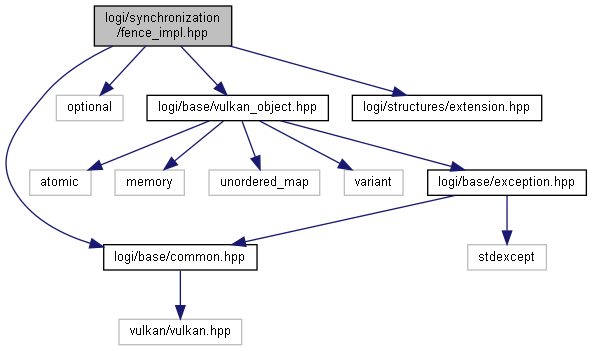 logi/synchronization
/fence_impl.hpp
optional
logi/base/vulkan_object.hpp
logi/structures/extension.hpp
atomic
memory
unordered_map
variant
logi/base/exception.hpp
logi/base/common.hpp
stdexcept
vulkan/vulkan.hpp